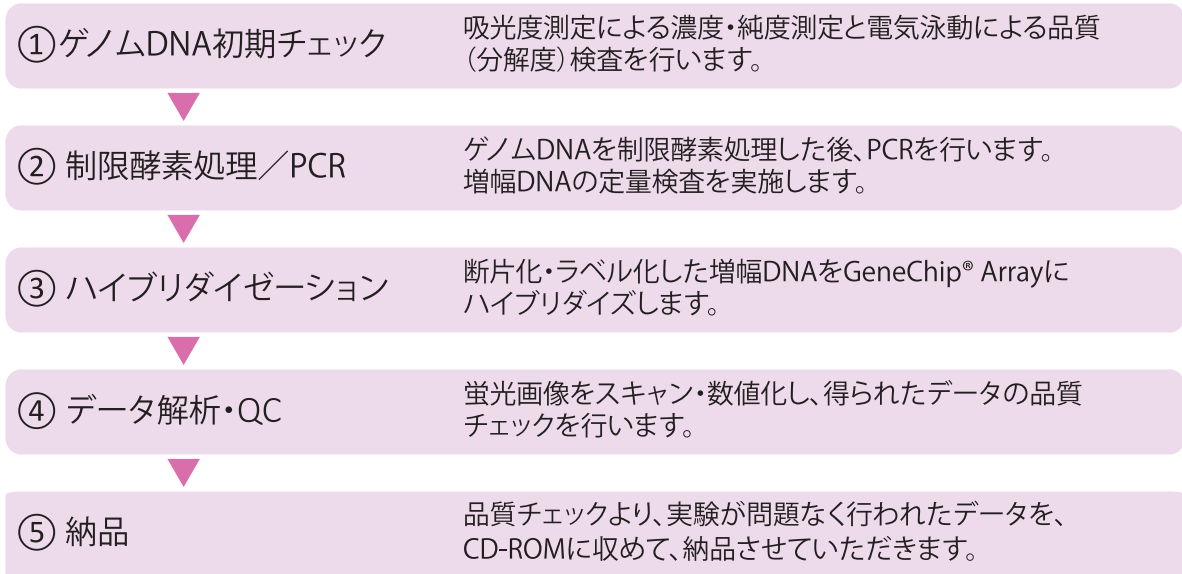 ①ゲノムDNA初期チェック
吸光度測定による濃度・純度測定と電気泳動による品質
（分解度）検査を行います。
② 制限酵素処理／PCR
ゲノムDNAを制限酵素処理した後、PCRを行います。
増幅DNAの定量検査を実施します。
③ ハイブリダイゼーション
断片化・ラベル化した増幅DNAをGeneChip® Arrayに
ハイブリダイズします。
④ データ解析・QC
蛍光画像をスキャン・数値化し、得られたデータの品質
チェックを行います。
⑤ 納品
品質チェックより、実験が問題なく行われたデータを、
CD-ROMに収めて、納品させていただきます。